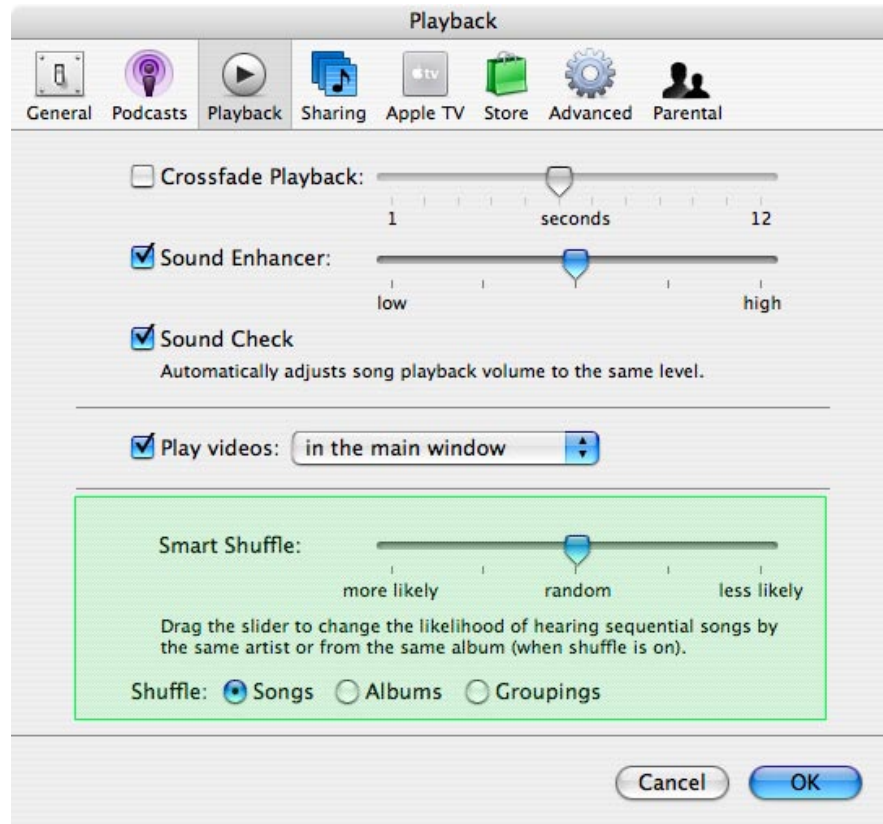 Playback
General Podcasts Playback Sharing Apple TV Store Advanced Parental
Crossfade Playback:
1 seconds 12
Sound Enhancer:
low high
Sound Check
Automatically adjusts song playback volume to the same level.
Play videos: in the main window
Smart Shuffle:
more likely random less likely
Drag the slider to change the likelihood of hearing sequential songs by
the same artist or from the same album (when shuffle is on).
Shuffle: Songs Albums Groupings
Cancel OK